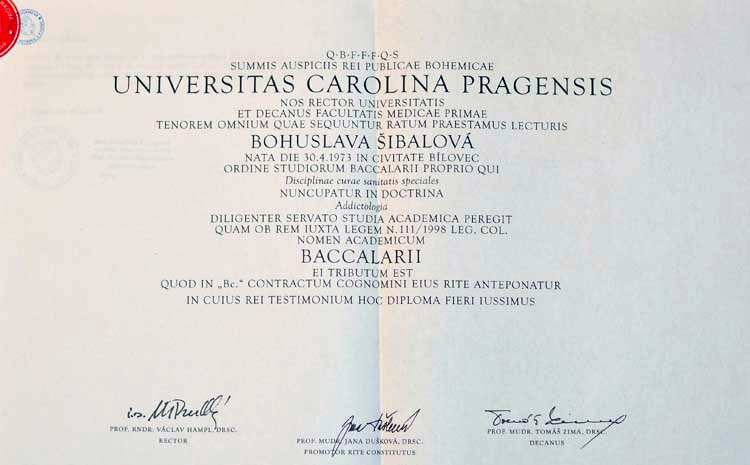 Q·B·F·F·F·Q·S
SUMMIS AUSPICIIS REI PUBLICAE BOHEMICAE
UNIVERSITAS CAROLINA PRAGENSIS
NOS RECTOR UNIVERSITATIS
ET DECANUS FACULTATIS MEDICAE PRIMAE
TENOREM OMNIUM QUAE SEQUUNTUR RATUM PRAESTAMUS LECTURIS
BOHUSLAVA ŠIBALOVÁ
NATA DIE 30.4.1973 IN CIVITATE BÍLOVEC
ORDINE STUDIORUM BACCALARII PROPRIO QUI
Disciplinae curae sanitatis speciales
NUNCUPATUR IN DOCTRINA
Addictologia
DILIGENTER SERVATO STUDIA ACADEMICA PEREGIT
QUAM OB REM IUXTA LEGEM N.111/1998 LEG. COL.
NOMEN ACADEMICUM
BACCALARII
EI TRIBUTUM EST
QUOD IN „Bc.“ CONTRACTUM COGNOMINI EIUS RITE ANTEPONATUR
IN CUIUS REI TESTIMONIUM HOC DIPLOMA FIERI IUSSIMUS
PROF. RNDR. VÁCLAV HAMPL, DRSC.
RECTOR
PROF. MUDR. JANA DUŠKOVÁ, DRSC.
PROMOTOR RITE CONSTITUTUS
PROF. MUDR. TOMÁŠ ZIMA, DRSC.
DECANUS